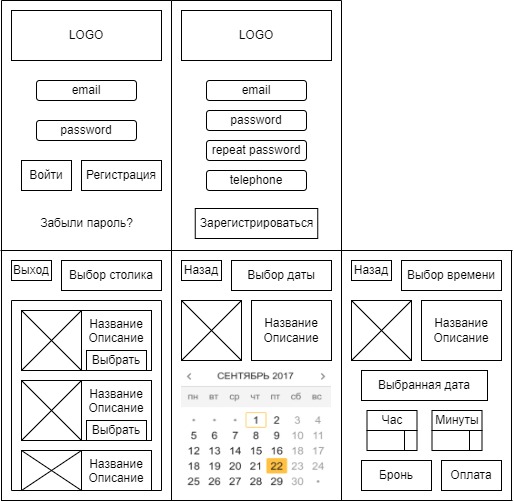 LOGO
email
password
Войти
Регистрация
Забыли пароль?
LOGO
email
password
repeat password
telephone
Зарегистрироваться
Выход
Выбор столика
Название
Описание
Выбрать
Название
Описание
Выбрать
Название
Описание
Назад
Выбор даты
Название
Описание
< СЕНТЯБРЬ 2017 >
пн вт ср чт пт сб вс
• • • 1 2 3 4
5 6 7 8 9 10 11
12 13 14 15 16 17 18
18 19 20 21 22 23 24
25 26 27 28 29 30 •
Назад
Выбор времени
Название
Описание
Выбранная дата
Час
Минуты
Бронь
Оплата